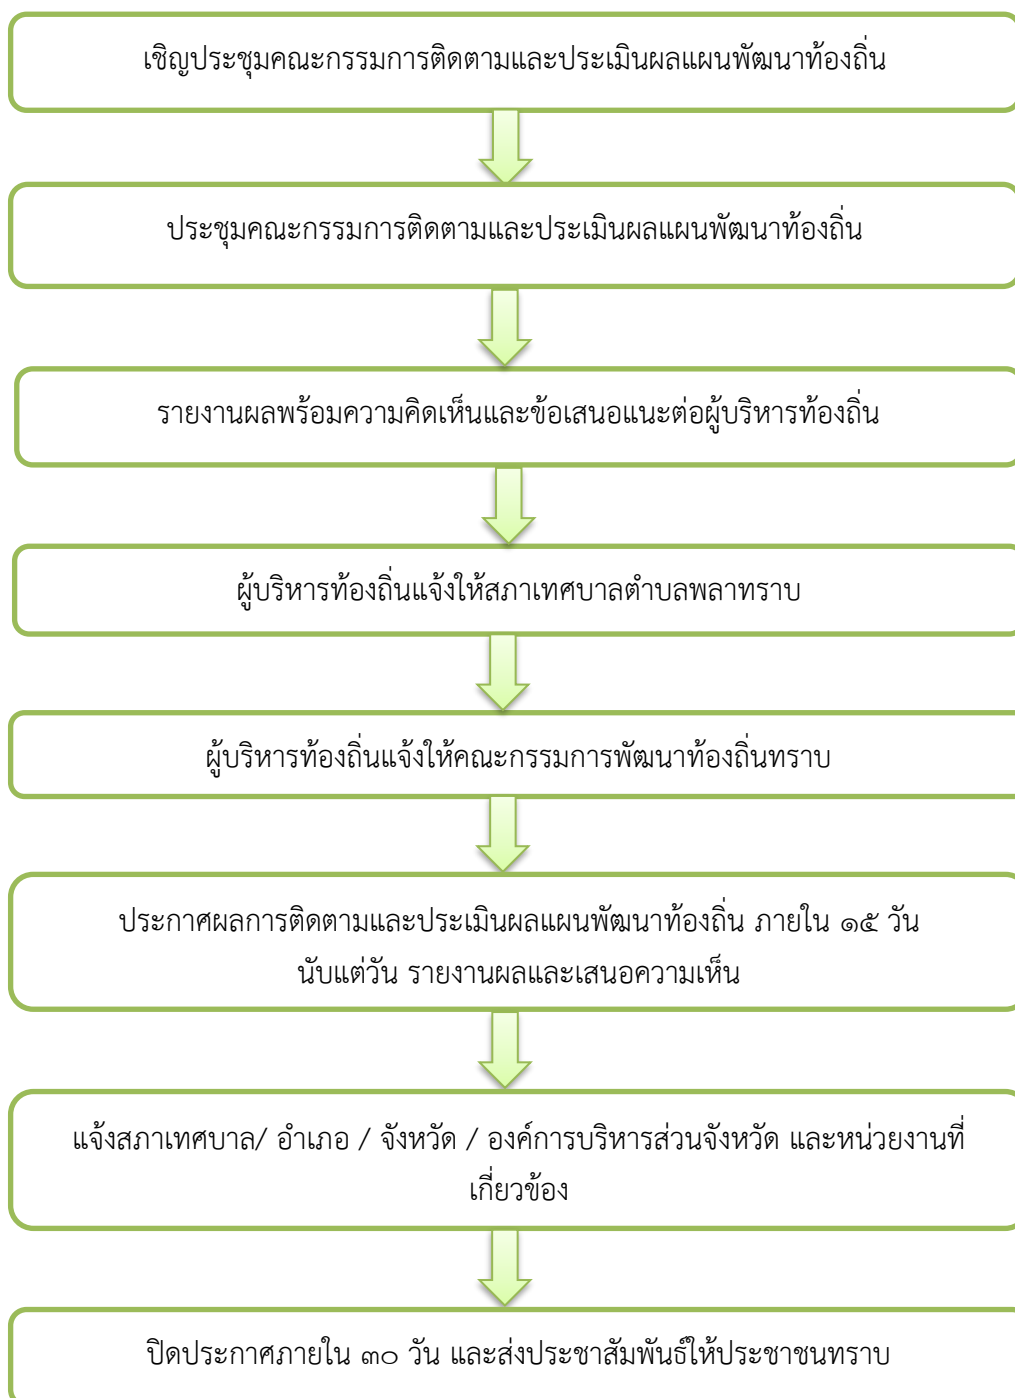 เชิญประชุมคณะกรรมการติดตามและประเมินผลแผนพัฒนาท้องถิ่น
ประชุมคณะกรรมการติดตามและประเมินผลแผนพัฒนาท้องถิ่น
รายงานผลพร้อมความคิดเห็นและข้อเสนอแนะต่อผู้บริหารท้องถิ่น
ผู้บริหารท้องถิ่นแจ้งให้สภาเทศบาลตำบลพลาทราบ
ผู้บริหารท้องถิ่นแจ้งให้คณะกรรมการพัฒนาท้องถิ่นทราบ
ประกาศผลการติดตามและประเมินผลแผนพัฒนาท้องถิ่น ภายใน ๑๕ วัน
นับแต่วัน รายงานผลและเสนอความเห็น
แจ้งสภาเทศบาล/ อำเภอ / จังหวัด / องค์การบริหารส่วนจังหวัด และหน่วยงานที่
เกี่ยวข้อง
ปิดประกาศภายใน ๓๐ วัน และส่งประชาสัมพันธ์ให้ประชาชนทราบ